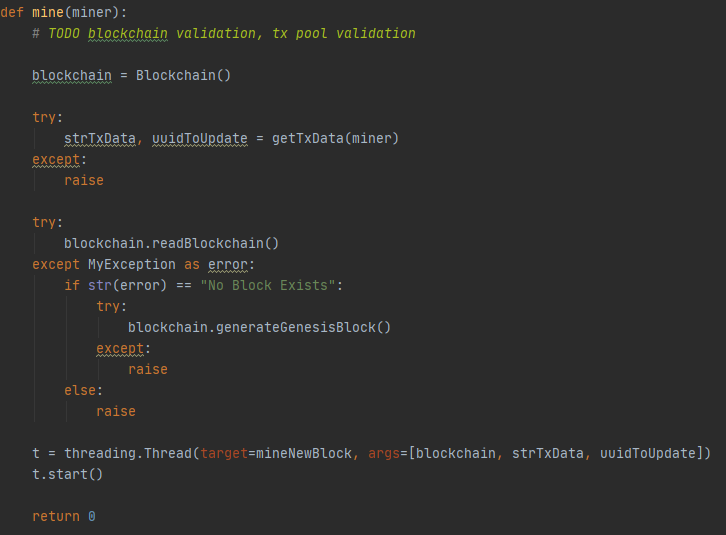 def mine(miner):
    # TODO blockchain validation, tx pool validation
    blockchain = Blockchain()
    try:
        strTxData, uuidToUpdate = getTxData(miner)
    except:
        raise
    try:
        blockchain.readBlockchain()
    except MyException as error:
        if str(error) == "No Block Exists":
            try:
                blockchain.generateGenesisBlock()
            except:
                raise
        else:
            raise
    t = threading.Thread(target=mineNewBlock, args=[blockchain, strTxData, uuidToUpdate])
    t.start()
    return 0